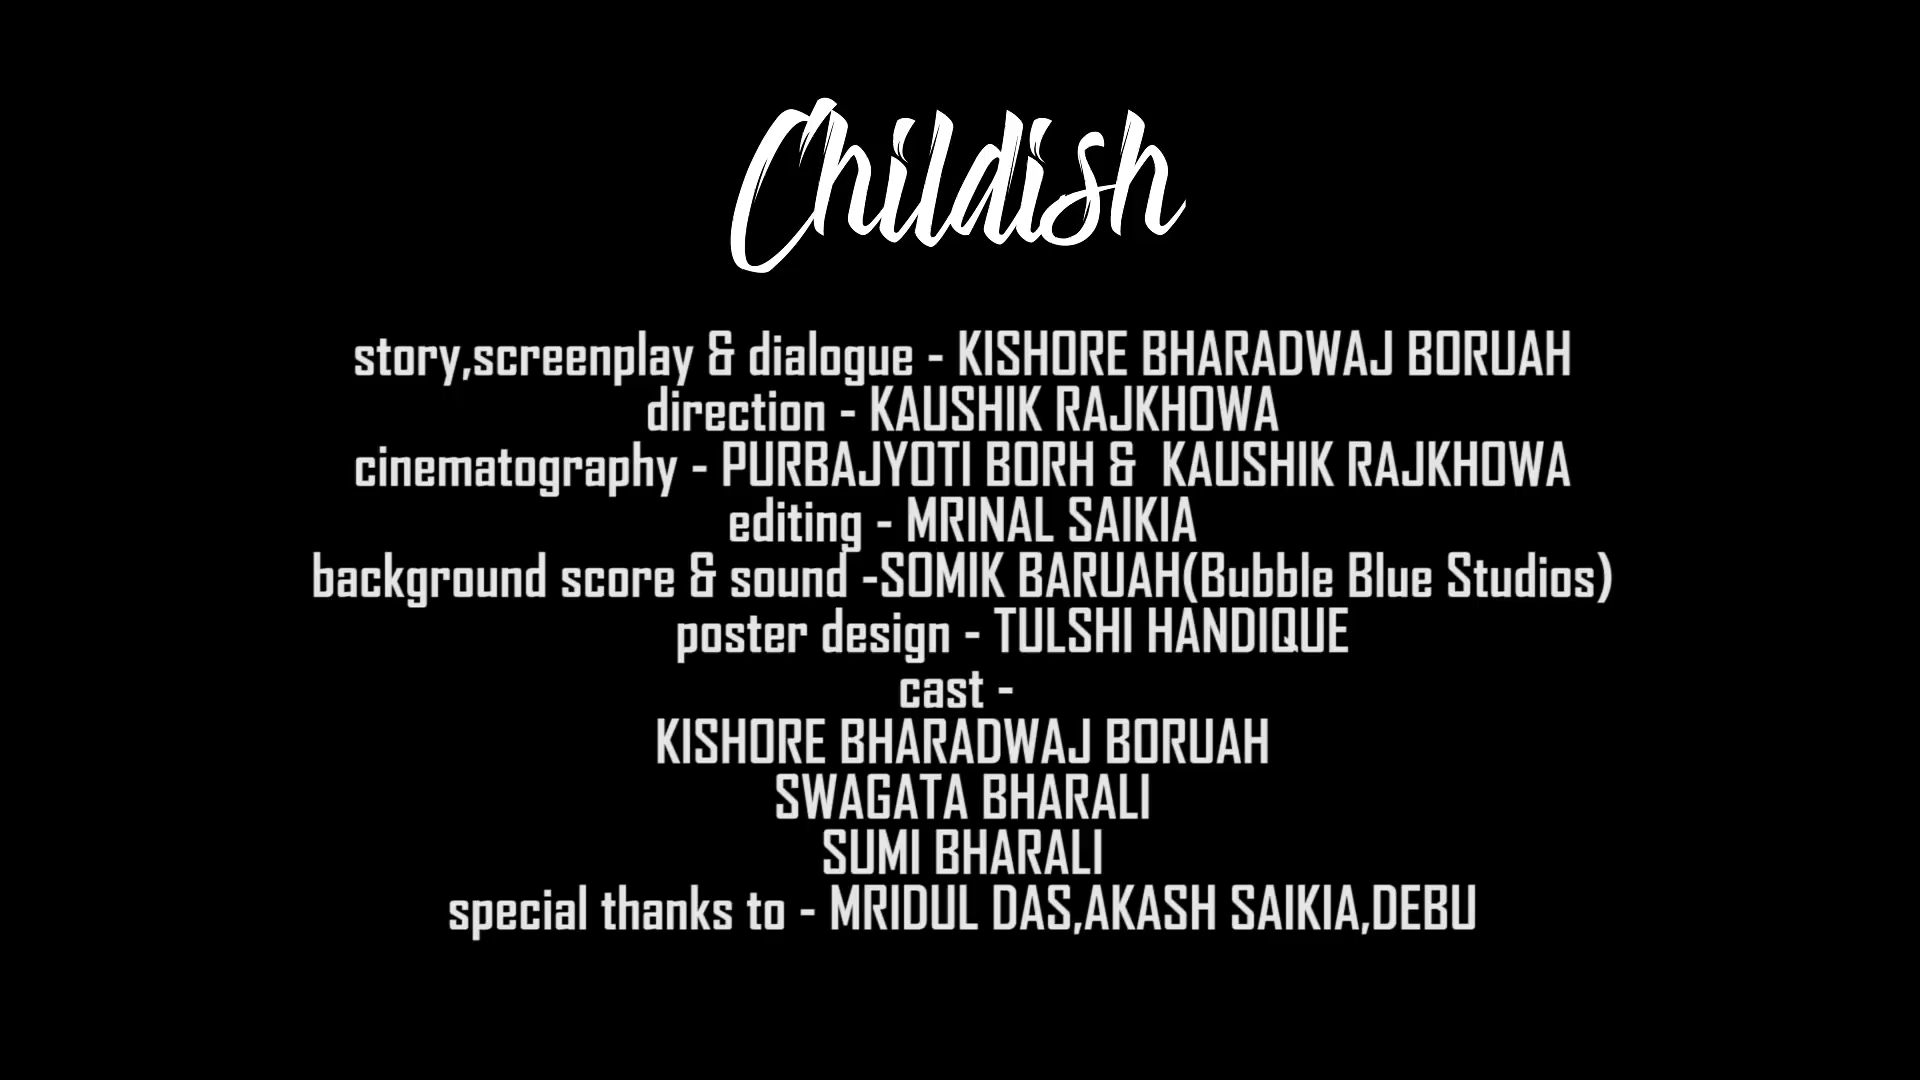 Childish
story,screenplay & dialogue - KISHORE BHARADWAJ BORUAH
direction - KAUSHIK RAJKHOWA
cinematography - PURBAJYOTI BORH &  KAUSHIK RAJKHOWA
editing - MRINAL SAIKIA
background score & sound -SOMIK BARUAH(Bubble Blue Studios)
poster design - TULSHI HANDIQUE
cast -
KISHORE BHARADWAJ BORUAH
SWAGATA BHARALI
SUMI BHARALI
special thanks to - MRIDUL DAS,AKASH SAIKIA,DEBU